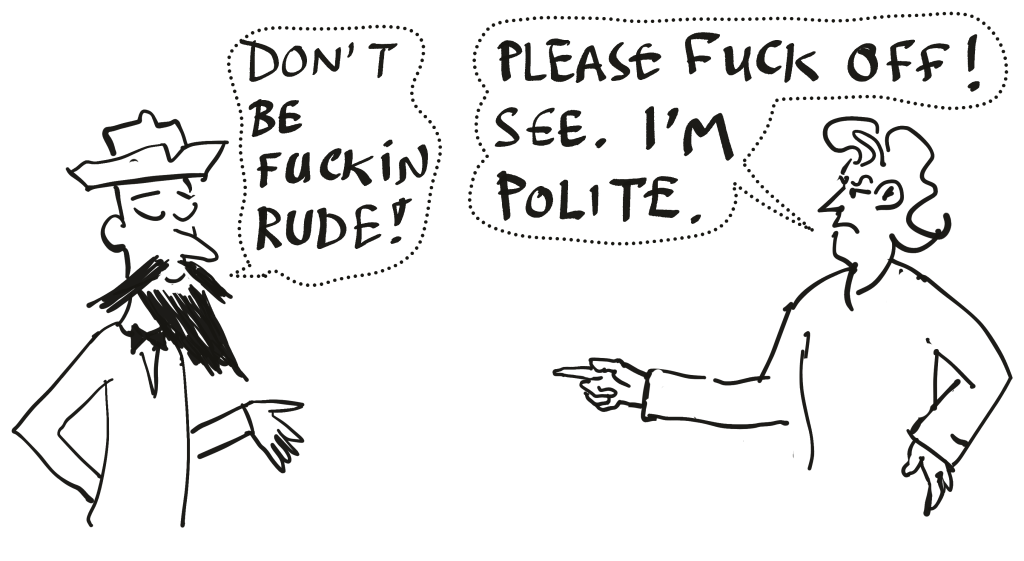 DON'T
BE
FUCKIN
RUDE!
PLEASE FUCK OFF!
SEE. I'M
POLITE.